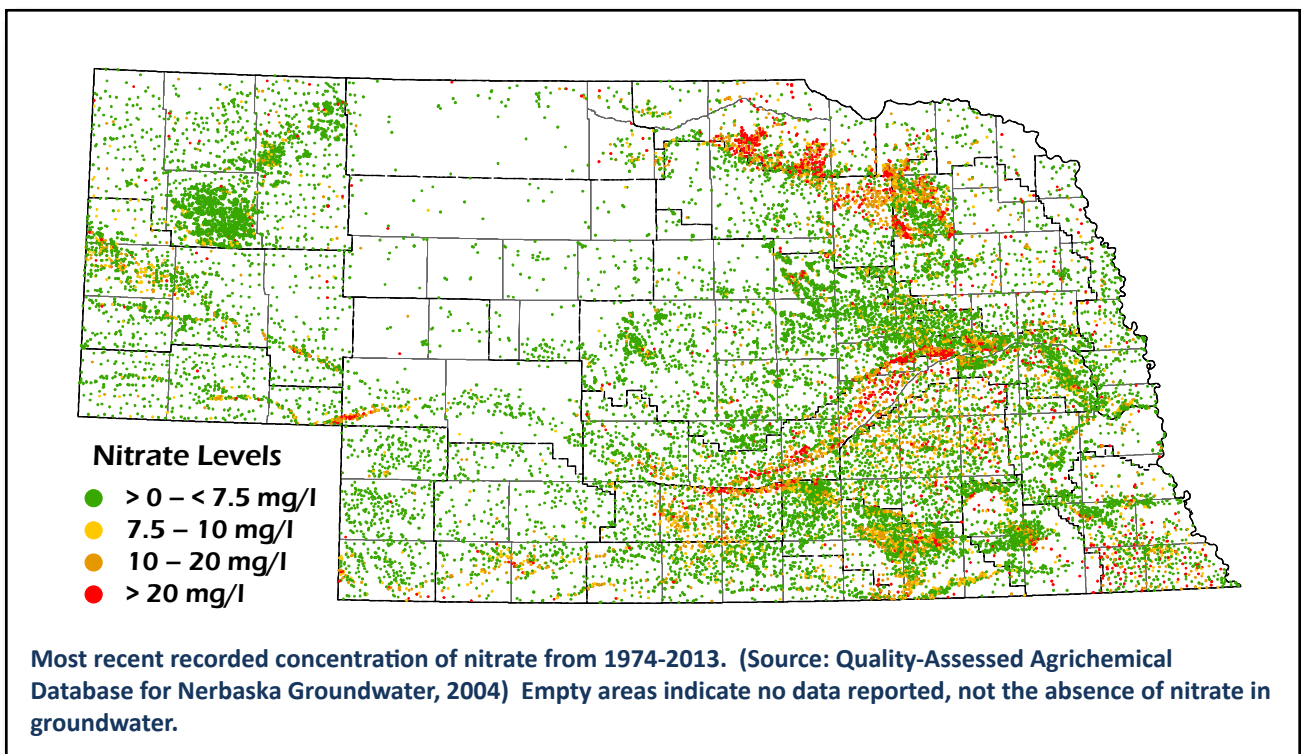 Nitrate Levels
> 0 – < 7.5 mg/l
7.5 – 10 mg/l
10 – 20 mg/l
> 20 mg/l
Most recent recorded concentration of nitrate from 1974-2013.  (Source: Quality-Assessed Agrichemical
Database for Nerbaska Groundwater, 2004)  Empty areas indicate no data reported, not the absence of nitrate in
groundwater.